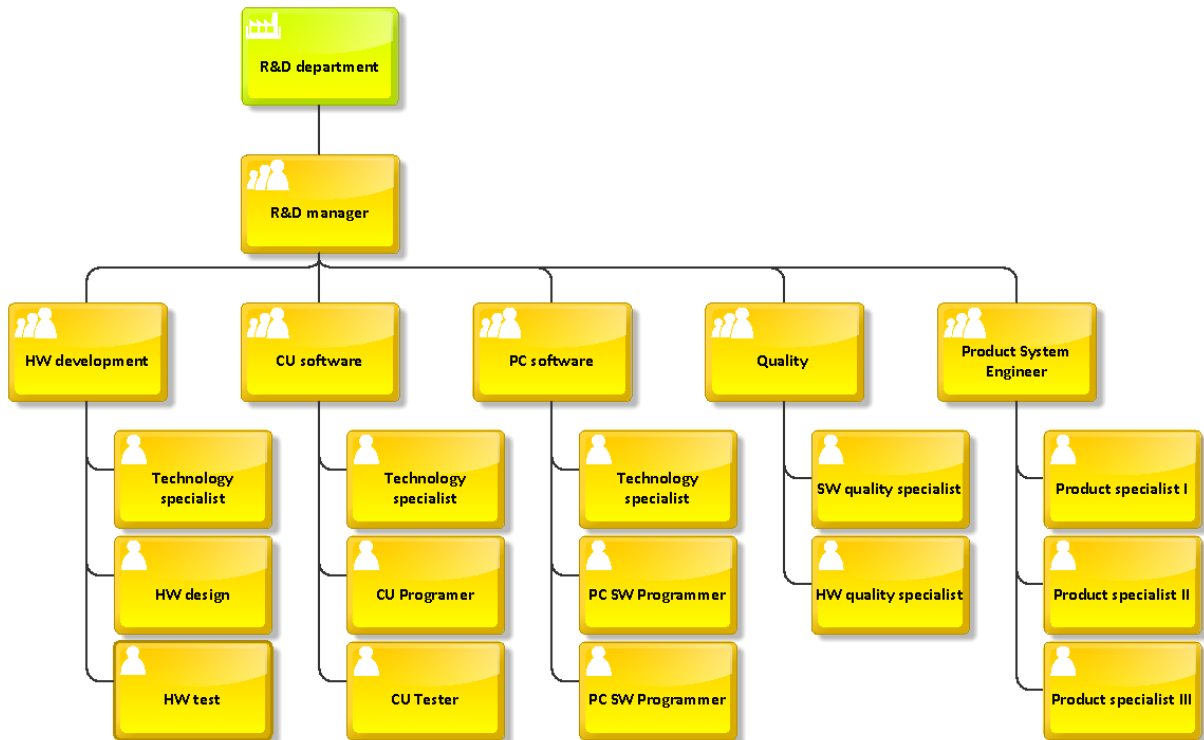 R&D department
R&D manager
HW development
CU software
PC software
Quality
Product System
Engineer
Technology
specialist
Technology
specialist
Technology
specialist
SW quality specialist
Product specialist I
HW design
CU Programer
PC SW Programmer
HW quality specialist
Product specialist II
HW test
CU Tester
PC SW Programmer
Product specialist III